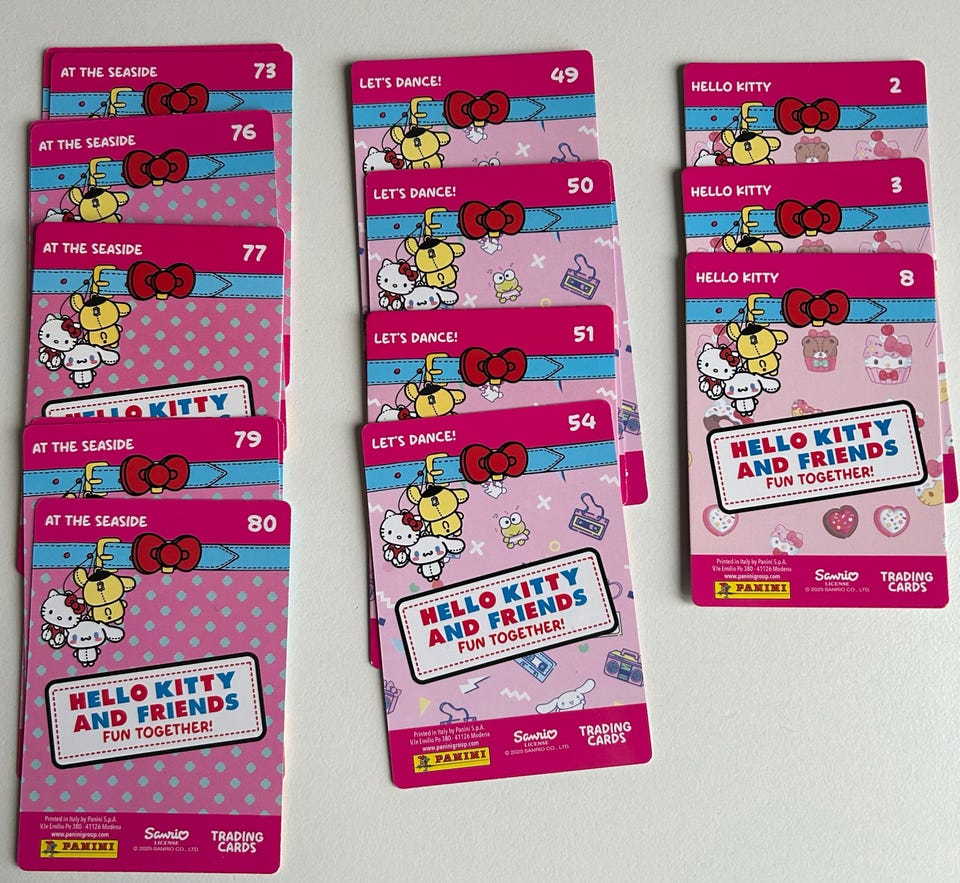 AT THE SEASIDE 73
AT THE SEASIDE 76
AT THE SEASIDE 77
HELLO KITTY
AT THE SEASIDE 79
AT THE SEASIDE 80
HELLO KITTY
AND FRIENDS
FUN TOGETHER!
Printed in Italy by Panini S.p.A.
V.le Emilio Po 380 - 41126 Modena
www.paninigroup.com
PANINI
Sanrio
LICENSE
© 2025 SANRIO CO., LTD.
TRADING
CARDS
LET'S DANCE! 49
LET'S DANCE! 50
LET'S DANCE! 51
LET'S DANCE! 54
HELLO KITTY
AND FRIENDS
FUN TOGETHER!
Printed in Italy by Panini S.p.A.
V.le Emilio Po 380 - 41126 Modena
www.paninigroup.com
PANINI
Sanrio
LICENSE
© 2025 SANRIO CO., LTD.
TRADING
CARDS
HELLO KITTY 2
HELLO KITTY 3
HELLO KITTY 8
HELLO KITTY
AND FRIENDS
FUN TOGETHER!
Printed in Italy by Panini S.p.A.
V.le Emilio Po 380 - 41126 Modena
www.paninigroup.com
PANINI
Sanrio
LICENSE
© 2025 SANRIO CO., LTD.
TRADING
CARDS